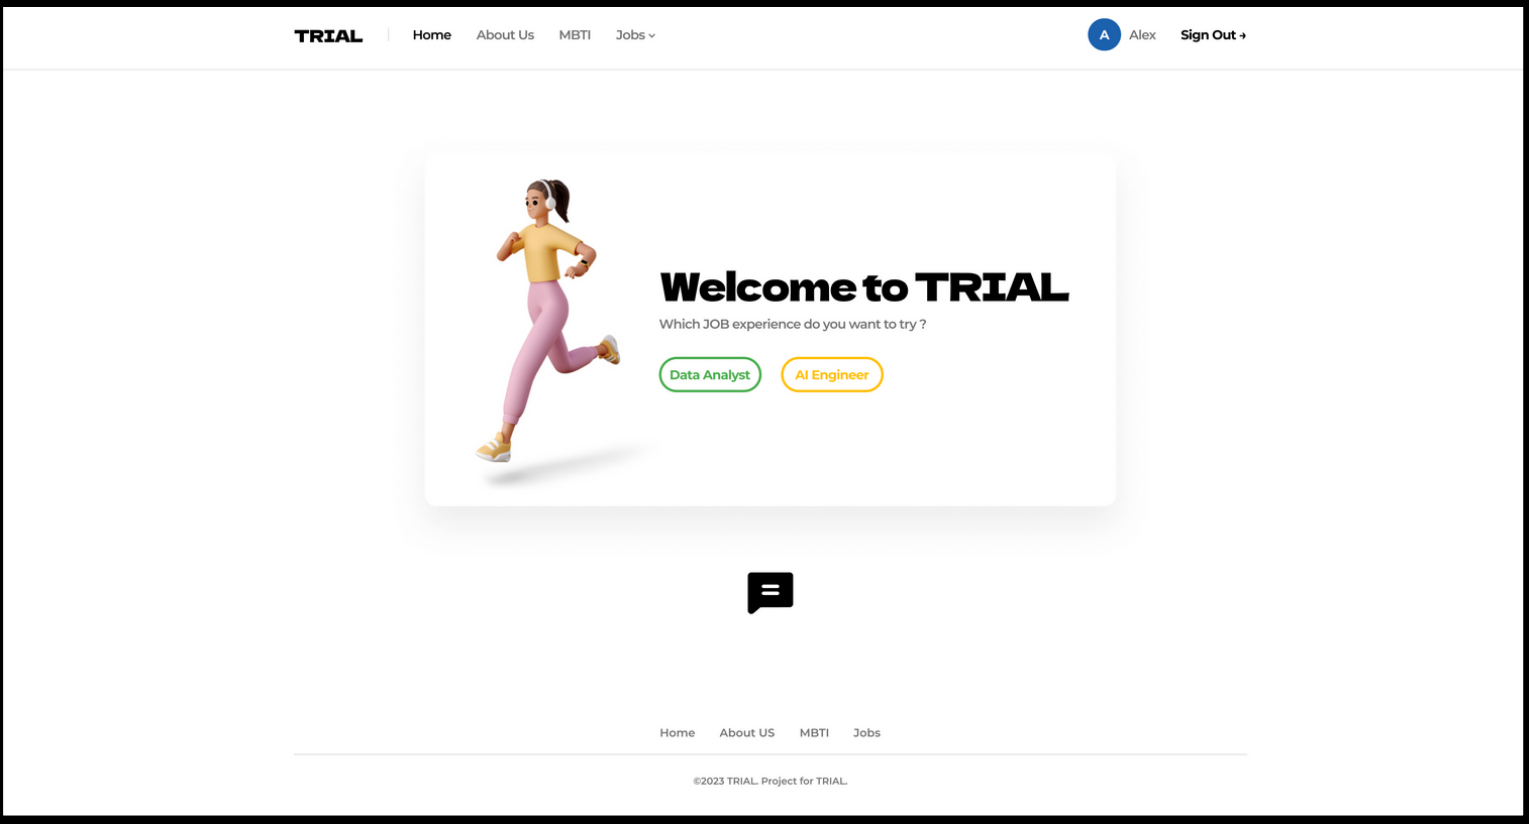 TRIAL Home About Us MBTI Jobs A Alex Sign Out →
Welcome to TRIAL
Which JOB experience do you want to try ?
Data Analyst AI Engineer
Home About US MBTI Jobs
©2023 TRIAL. Project for TRIAL.